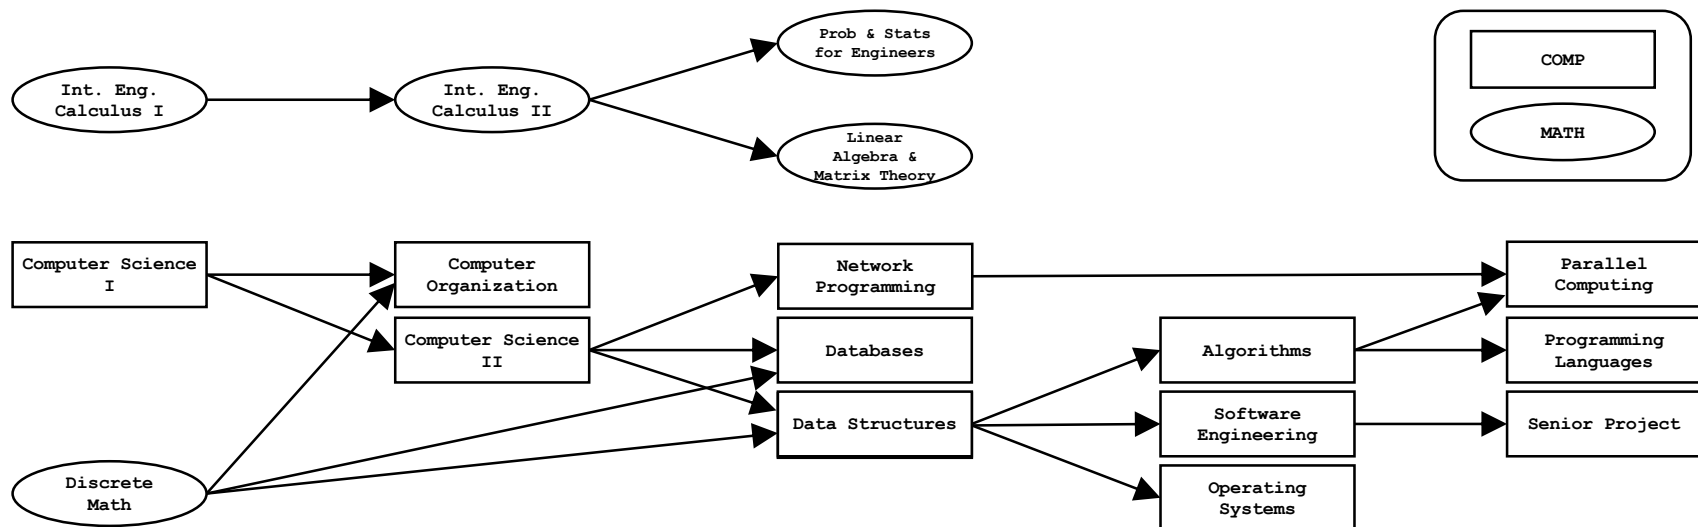 Prob & Stats
for Engineers
Int. Eng.
Calculus I
Int. Eng.
Calculus II
Linear
Algebra &
Matrix Theory
COMP
MATH
Computer Science
I
Computer
Organization
Network
Programming
Parallel
Computing
Computer Science
II
Databases
Algorithms
Programming
Languages
Data Structures
Software
Engineering
Senior Project
Discrete
Math
Operating
Systems